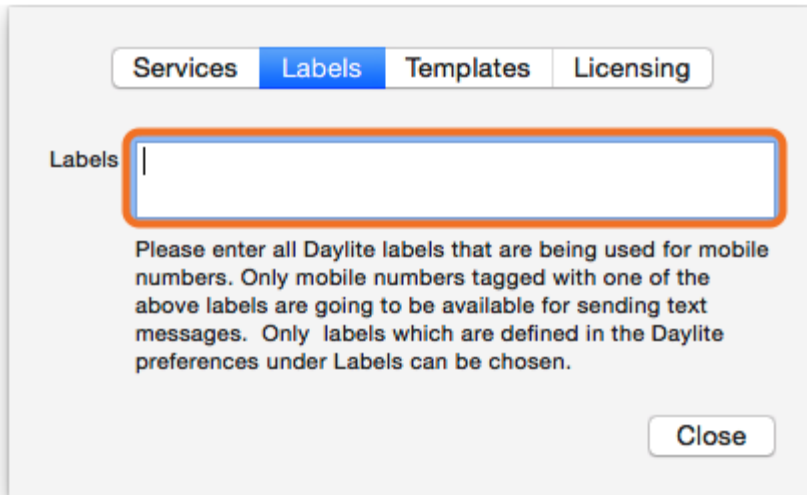 Services Labels Templates Licensing
Labels
Please enter all Daylite labels that are being used for mobile
numbers. Only mobile numbers tagged with one of the
above labels are going to be available for sending text
messages.  Only  labels which are defined in the Daylite
preferences under Labels can be chosen.
Close